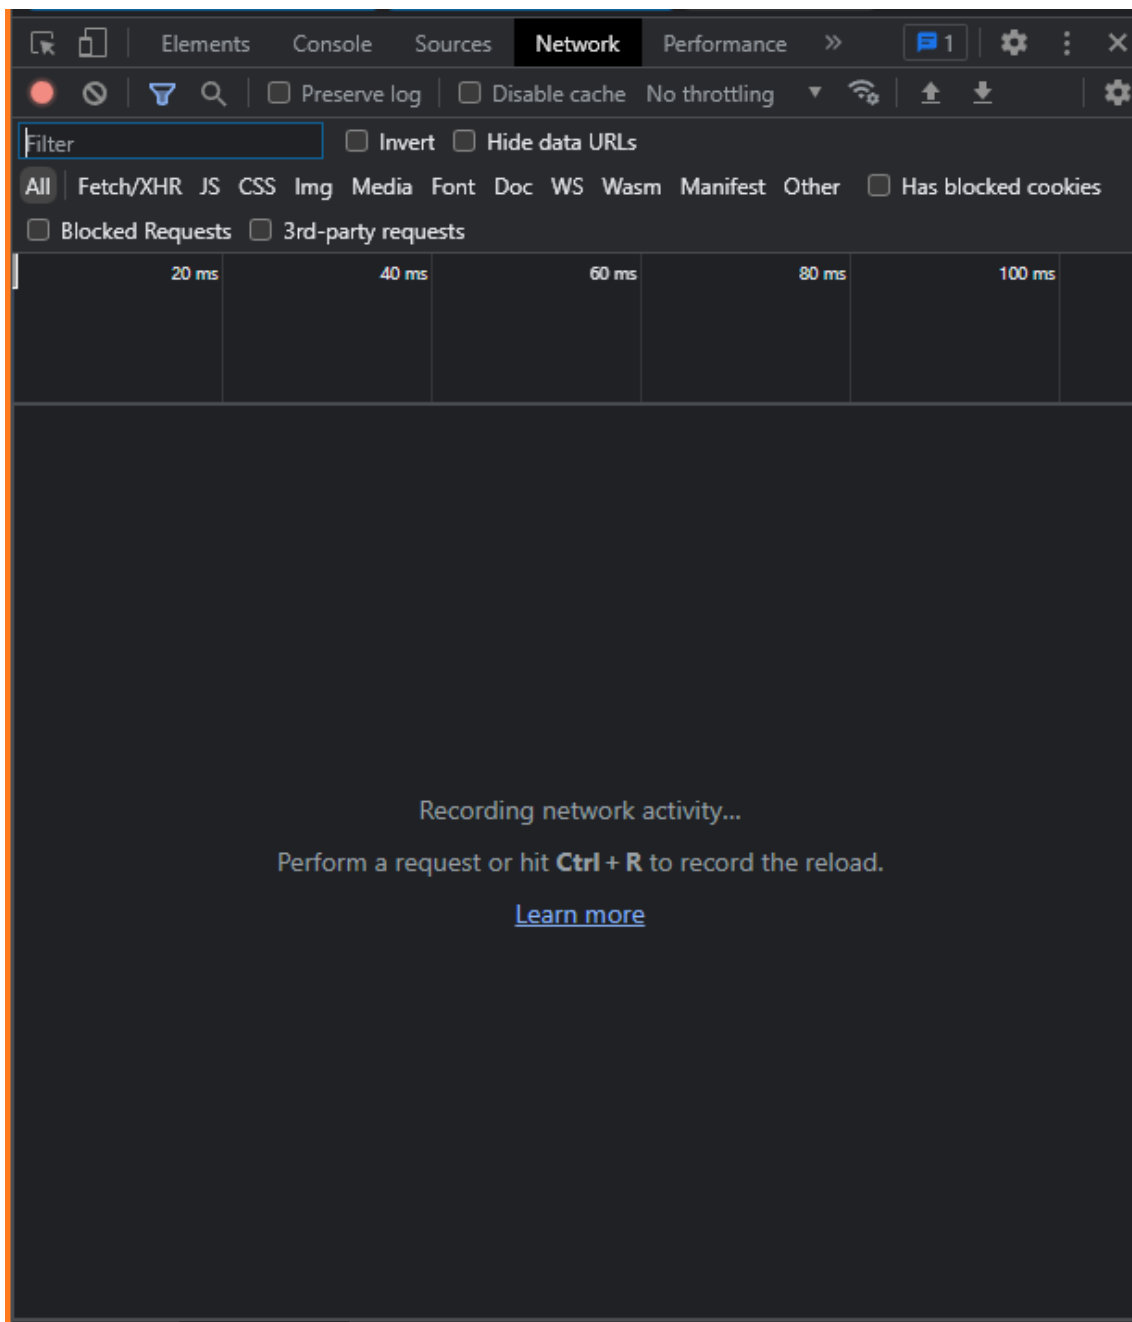 Elements Console Sources Network Performance » 1
Preserve log Disable cache No throttling
Filter Invert Hide data URLs
All Fetch/XHR JS CSS Img Media Font Doc WS Wasm Manifest Other Has blocked cookies
Blocked Requests 3rd-party requests
20 ms 40 ms 60 ms 80 ms 100 ms
Recording network activity...
Perform a request or hit Ctrl + R to record the reload.
Learn more